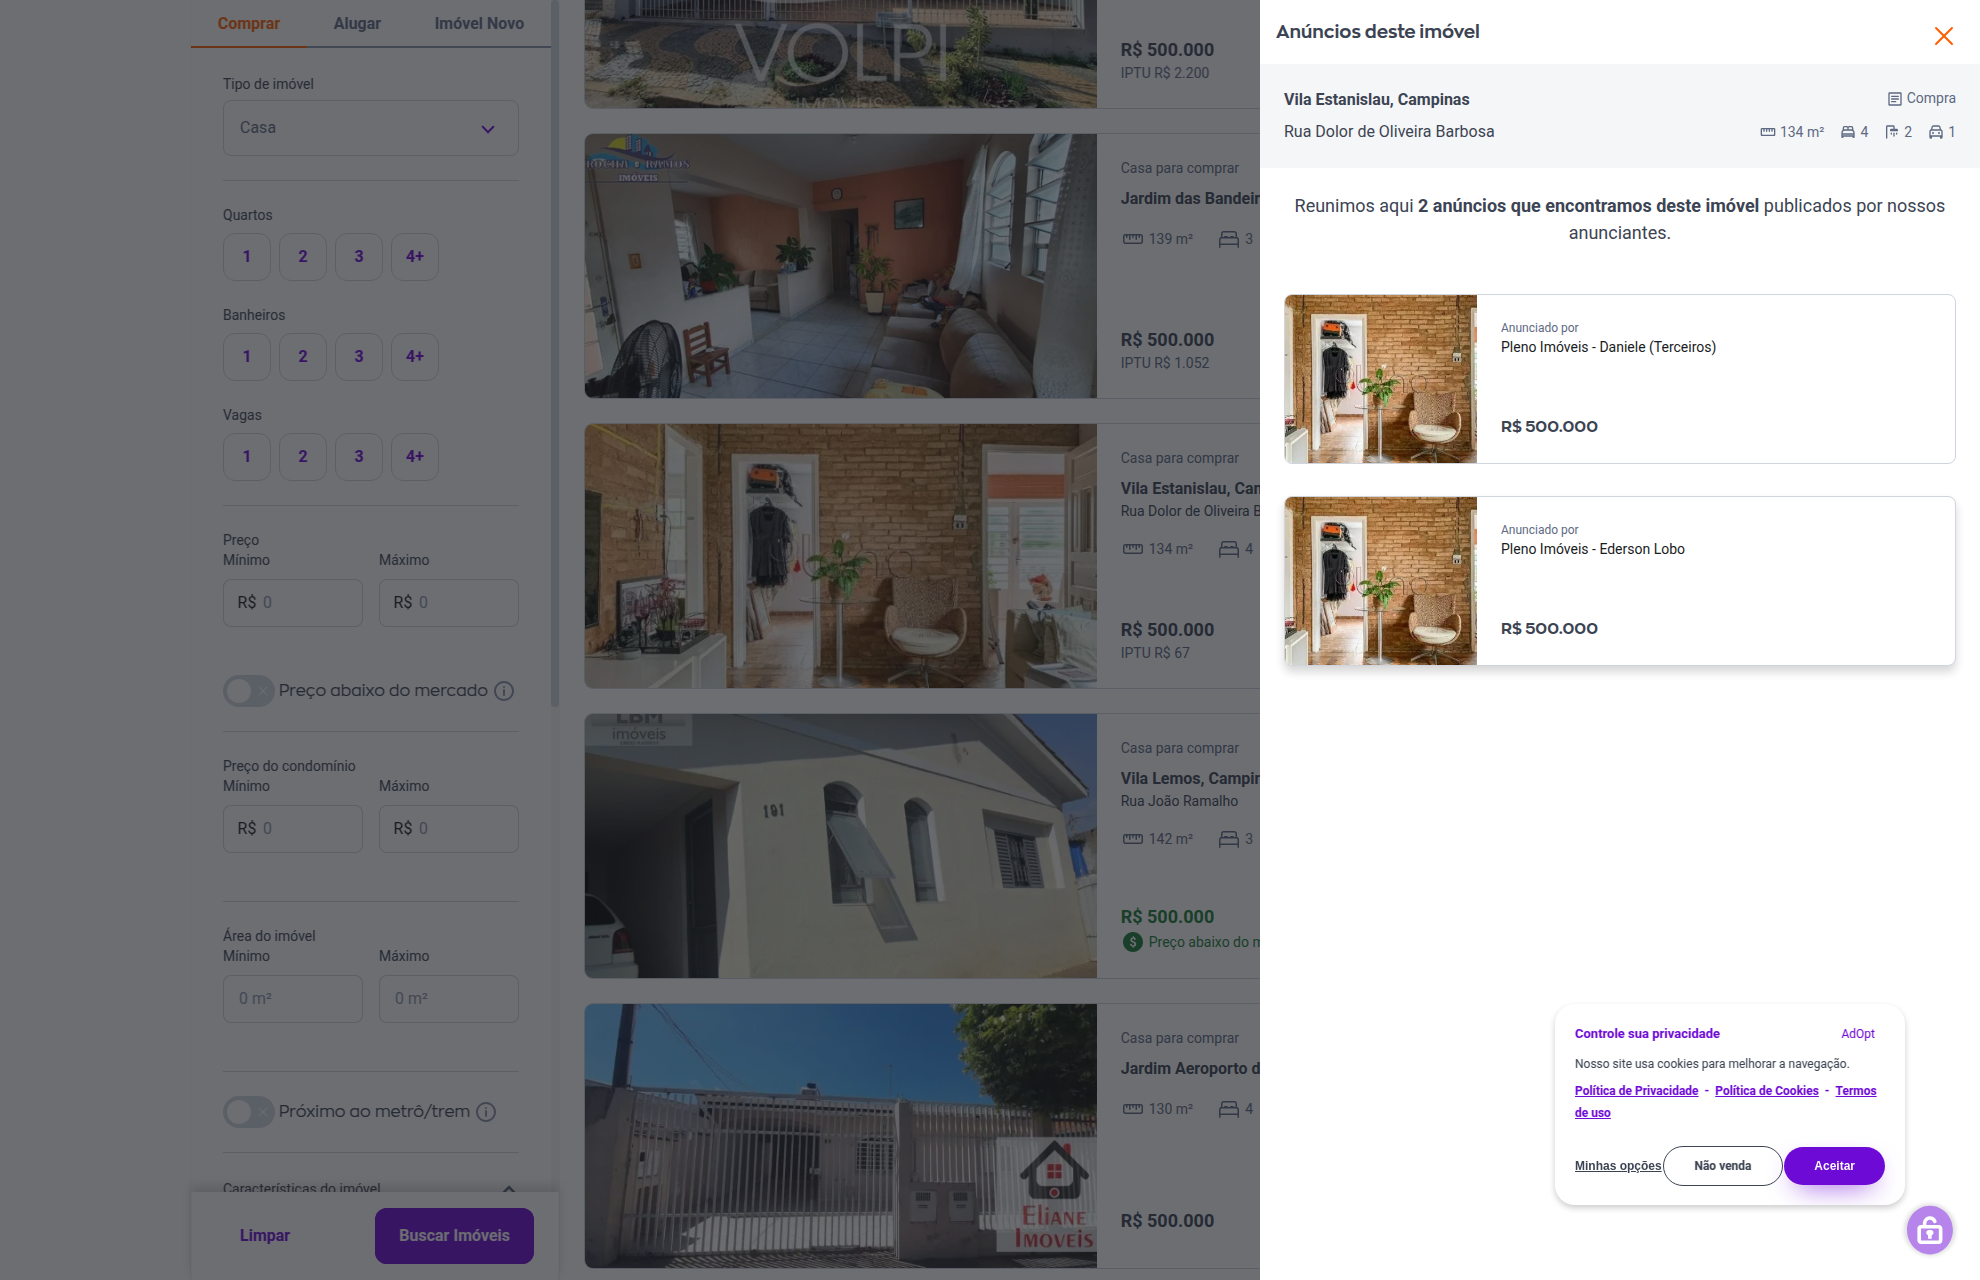 Comprar
Alugar
Imóvel Novo
Tipo de imóvel
Casa
Quartos
1
2
3
4+
Banheiros
1
2
3
4+
Vagas
1
2
3
4+
Preço
Mínimo
Máximo
R$ 0
R$ 0
Preço abaixo do mercado
Preço do condomínio
Mínimo
Máximo
R$ 0
R$ 0
Área do imóvel
Mínimo
Máximo
0 m²
0 m²
Próximo ao metrô/trem
Características do imóvel
Limpar
Buscar Imóveis
VOLPI
IMÓVEIS
R$ 500.000
IPTU R$ 2.200
ROCHA & RAMOS
IMÓVEIS
Casa para comprar
Jardim das Bandeir
139 m²
3
R$ 500.000
IPTU R$ 1.052
Casa para comprar
Vila Estanislau, Can
Rua Dolor de Oliveira B
134 m²
4
R$ 500.000
IPTU R$ 67
LBM
imóveis
101
Casa para comprar
Vila Lemos, Campin
Rua João Ramalho
142 m²
3
R$ 500.000
Preço abaixo do m
Casa para comprar
Jardim Aeroporto d
130 m²
4
R$ 500.000
ELIANE
IMOVEIS
Anúncios deste imóvel
Vila Estanislau, Campinas
Compra
Rua Dolor de Oliveira Barbosa
134 m²
4
2
1
Reunimos aqui 2 anúncios que encontramos deste imóvel publicados por nossos
anunciantes.
Anunciado por
Pleno Imóveis - Daniele (Terceiros)
R$ 500.000
Anunciado por
Pleno Imóveis - Ederson Lobo
R$ 500.000
Controle sua privacidade
AdOpt
Nosso site usa cookies para melhorar a navegação.
Política de Privacidade - Política de Cookies - Termos
de uso
Minhas opções
Não venda
Aceitar